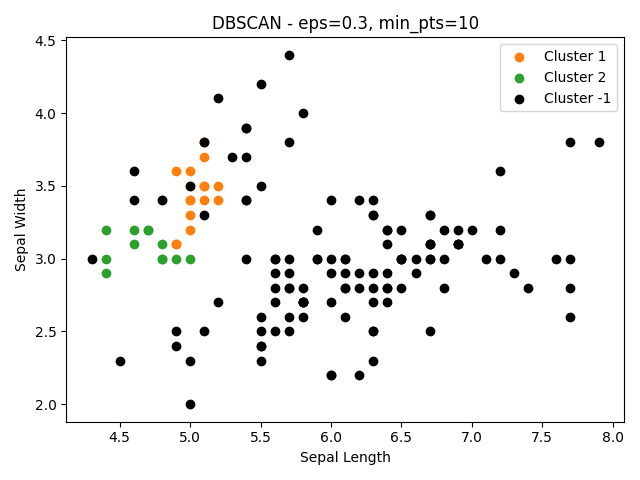 DBSCAN - eps=0.3, min_pts=10
Cluster 1
Cluster 2
Cluster -1
Sepal Width
4.5
4.0
3.5
3.0
2.5
2.0
4.5 5.0 5.5 6.0 6.5 7.0 7.5 8.0
Sepal Length